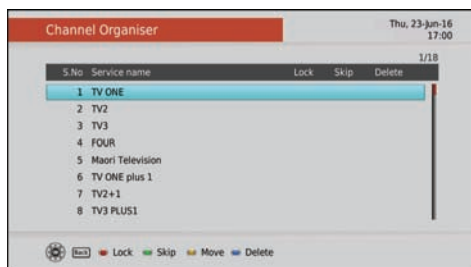 Channel Organiser
Thu, 23-Jun-16
17:00
1/18
S.No Service name Lock Skip Delete
1 TV ONE
2 TV2
3 TV3
4 FOUR
5 Maori Television
6 TV ONE plus 1
7 TV2+1
8 TV3 PLUS1
Back Lock Skip Move Delete